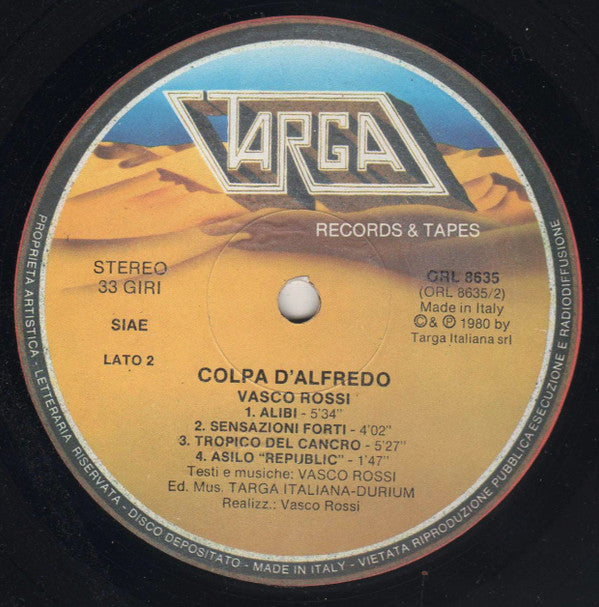 TARGA
RECORDS & TAPES
STEREO
33 GIRI
SIAE
LATO 2
ORL 8635
(ORL 8635/2)
Made in Italy
©& ℗ 1980 by
Targa Italiana srl
COLPA D'ALFREDO
VASCO ROSSI
1. ALIBI - 5'34"
2. SENSAZIONI FORTI - 4'02"
3. TROPICO DEL CANCRO - 5'27"
4. ASILO "REPUBLIC" - 1'47"
Testi e musiche: VASCO ROSSI
Ed. Mus. TARGA ITALIANA-DURIUM
Realizz.: Vasco Rossi
PROPRIETA ARTISTICA - LETTERARIA RISERVATA - DISCO DEPOSITATO - MADE IN ITALY - VIETATA RIPRODUZIONE PUBBLICA ESECUZIONE E RADIODIFFUSIONE